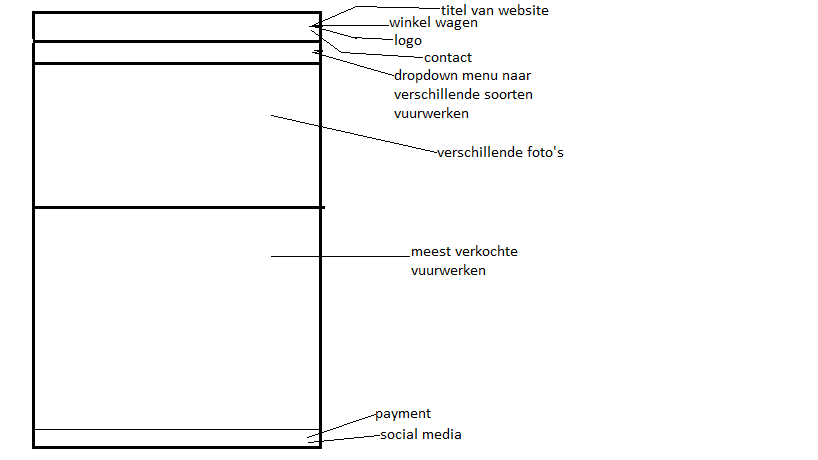 titel van website
winkel wagen
logo
contact
dropdown menu naar
verschillende soorten
vuurwerken
verschillende foto's
meest verkochte
vuurwerken
payment
social media